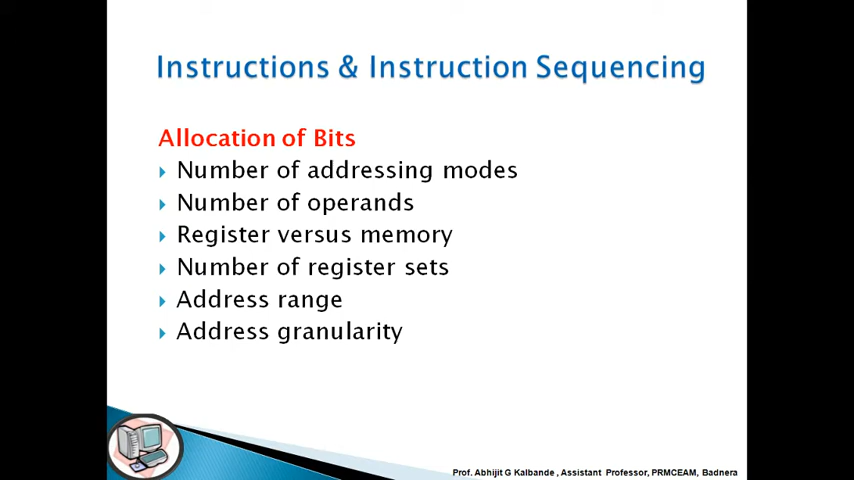 Instructions & Instruction Sequencing
Allocation of Bits
Number of addressing modes
Number of operands
Register versus memory
Number of register sets
Address range
Address granularity
Prof. Abhijit G Kalbande , Assistant Professor, PRMCEAM, Badnera